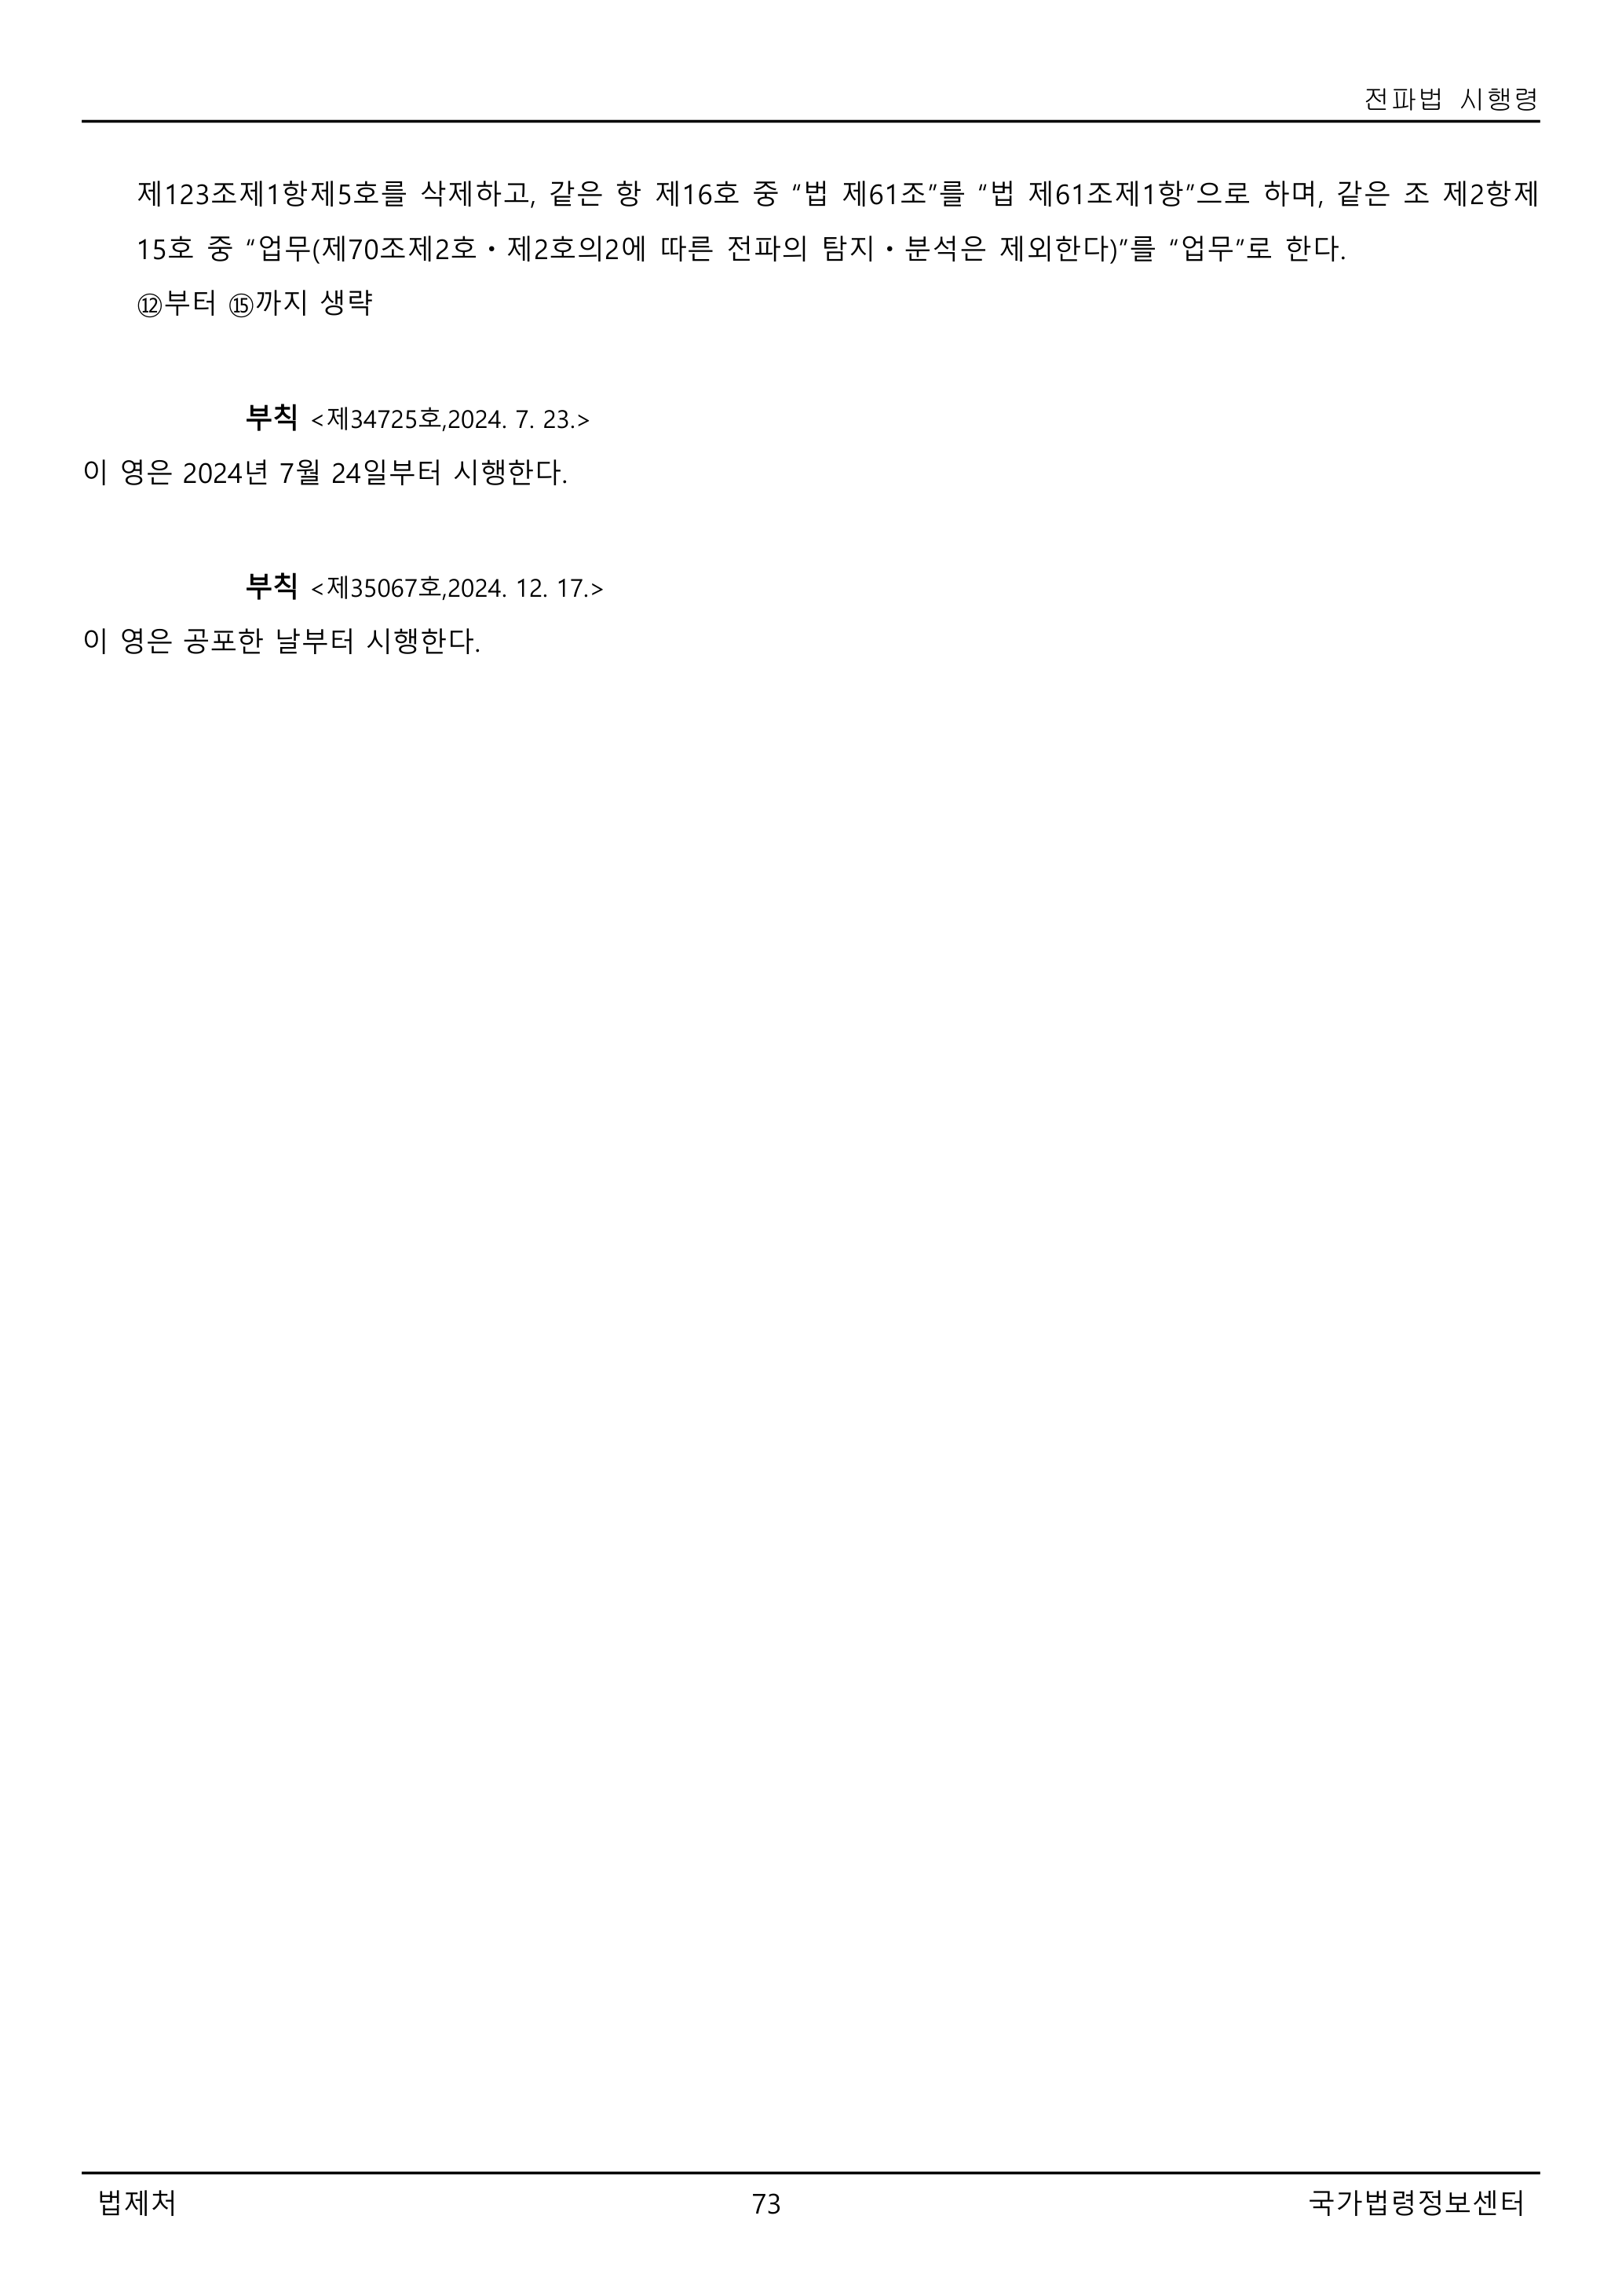 전파법 시행령
제123조제1항제5호를 삭제하고, 같은 항 제16호 중 “법 제61조”를 “법 제61조제1항”으로 하며, 같은 조 제2항제
15호 중 “업무(제70조제2호ㆍ제2호의2에 따른 전파의 탐지ㆍ분석은 제외한다)”를 “업무”로 한다.
⑫부터 ⑮까지 생략
부칙 <제34725호,2024. 7. 23.>
이 영은 2024년 7월 24일부터 시행한다.
부칙 <제35067호,2024. 12. 17.>
이 영은 공포한 날부터 시행한다.
법제처 73 국가법령정보센터